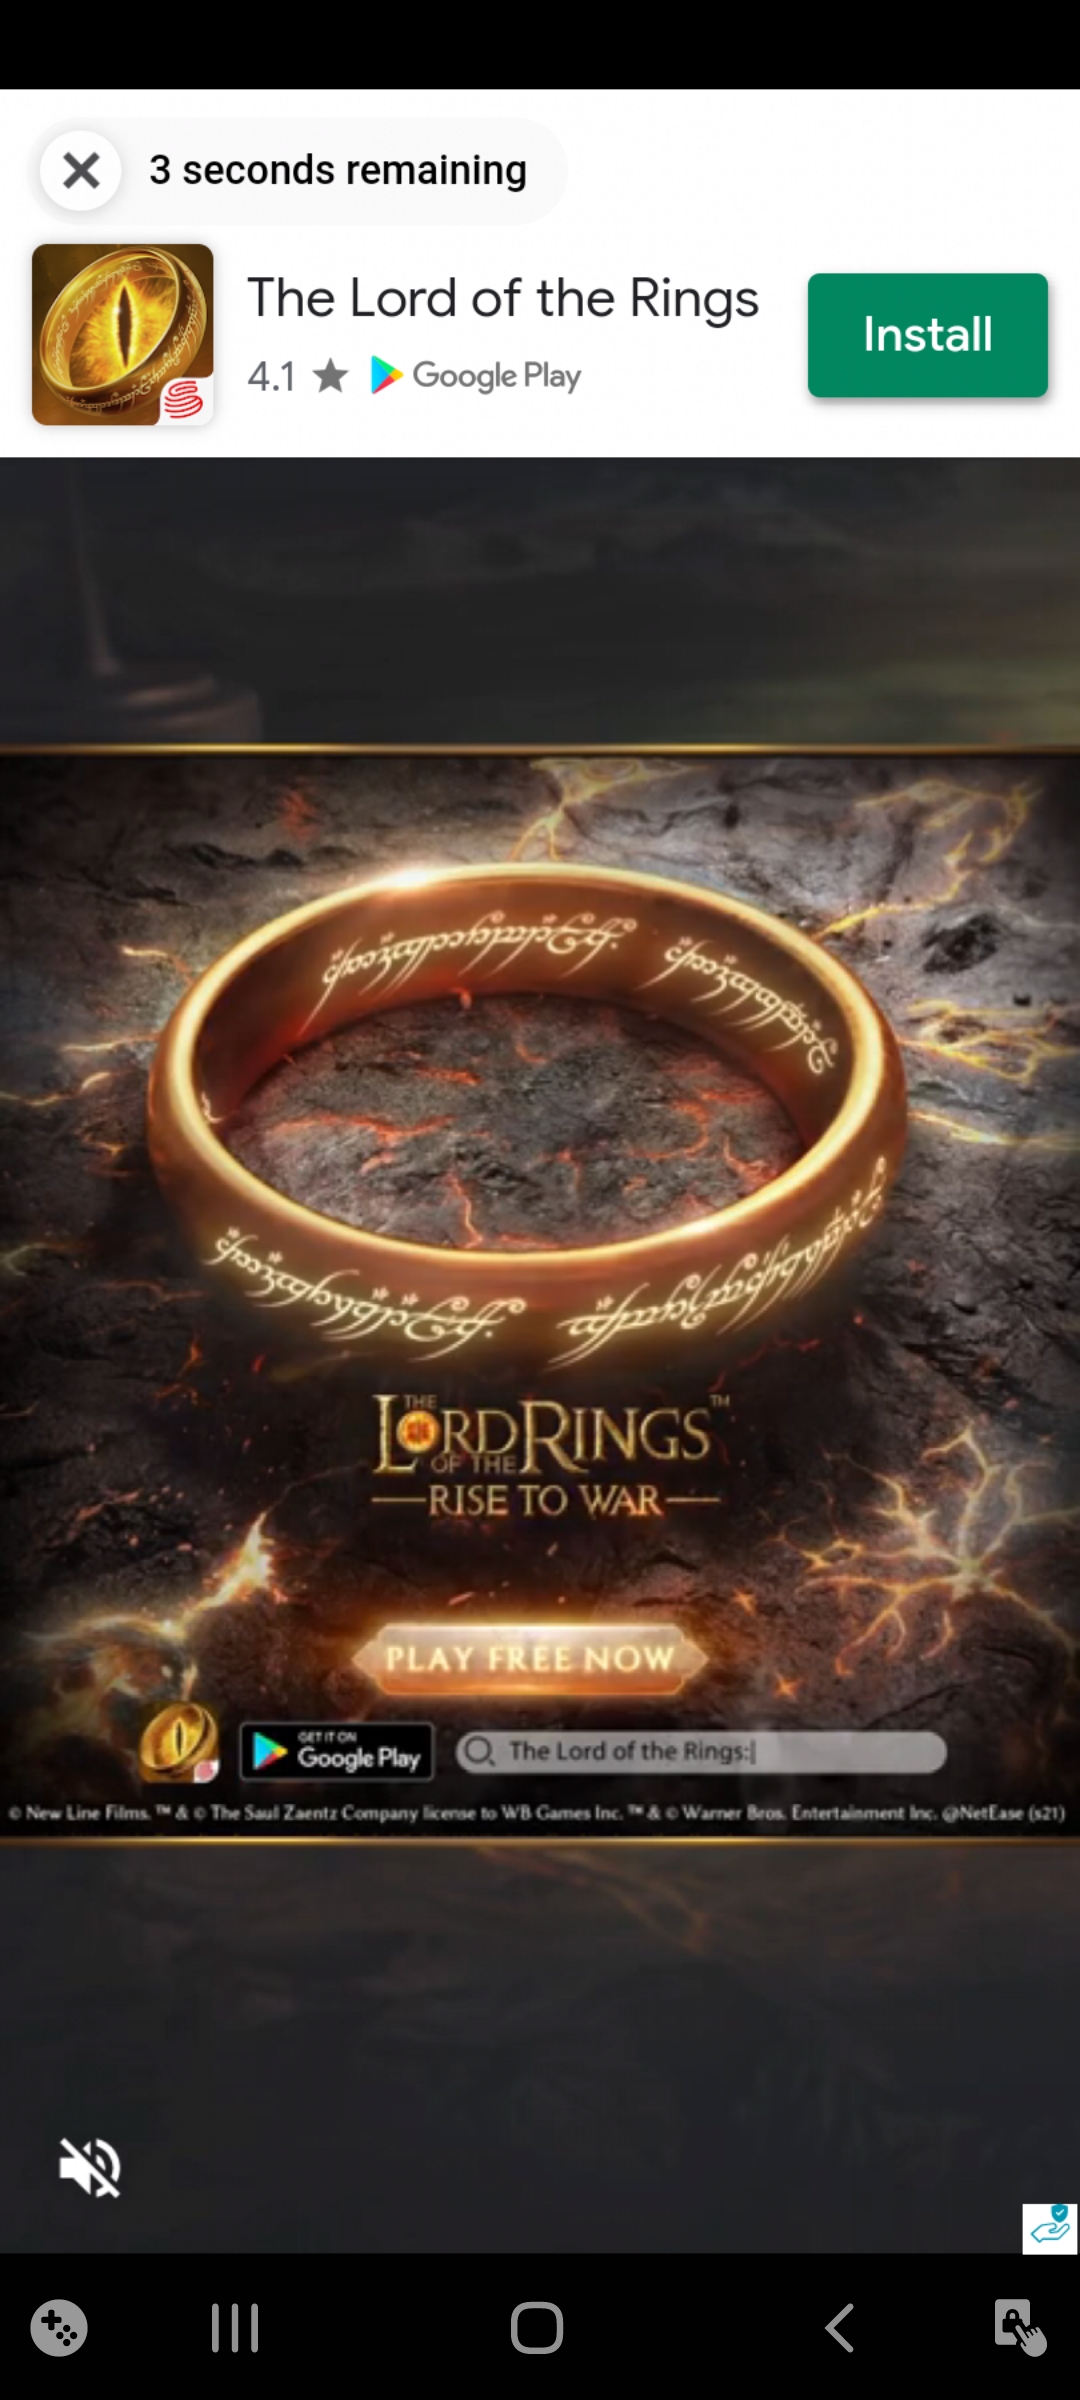 3 seconds remaining
The Lord of the Rings
4.1 ★ Google Play
Install
THE
LORD RINGS™
OF THE
RISE TO WAR
PLAY FREE NOW
GET IT ON
Google Play
The Lord of the Rings:
© New Line Films. ™ & © The Saul Zaentz Company license to WB Games Inc. ™ & © Warner Bros. Entertainment Inc. @NetEase (s21)